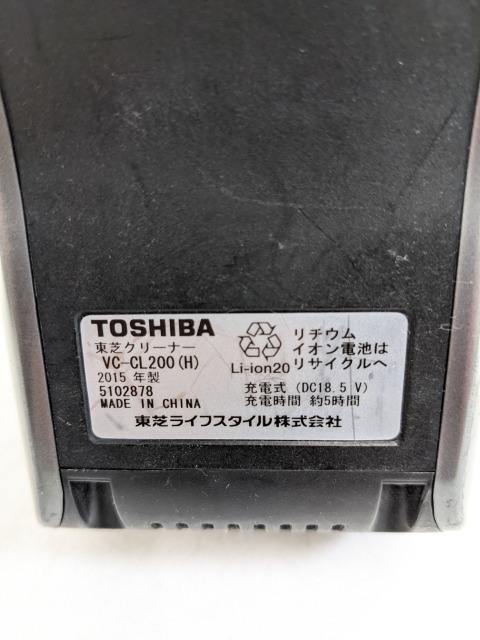 TOSHIBA
東芝クリーナー
VC-CL200(H)
2015 年製
5102878
MADE IN CHINA
Li-ion20
リチウム
イオン電池は
リサイクルへ
充電式 (DC18.5 V)
充電時間 約5時間
東芝ライフスタイル株式会社